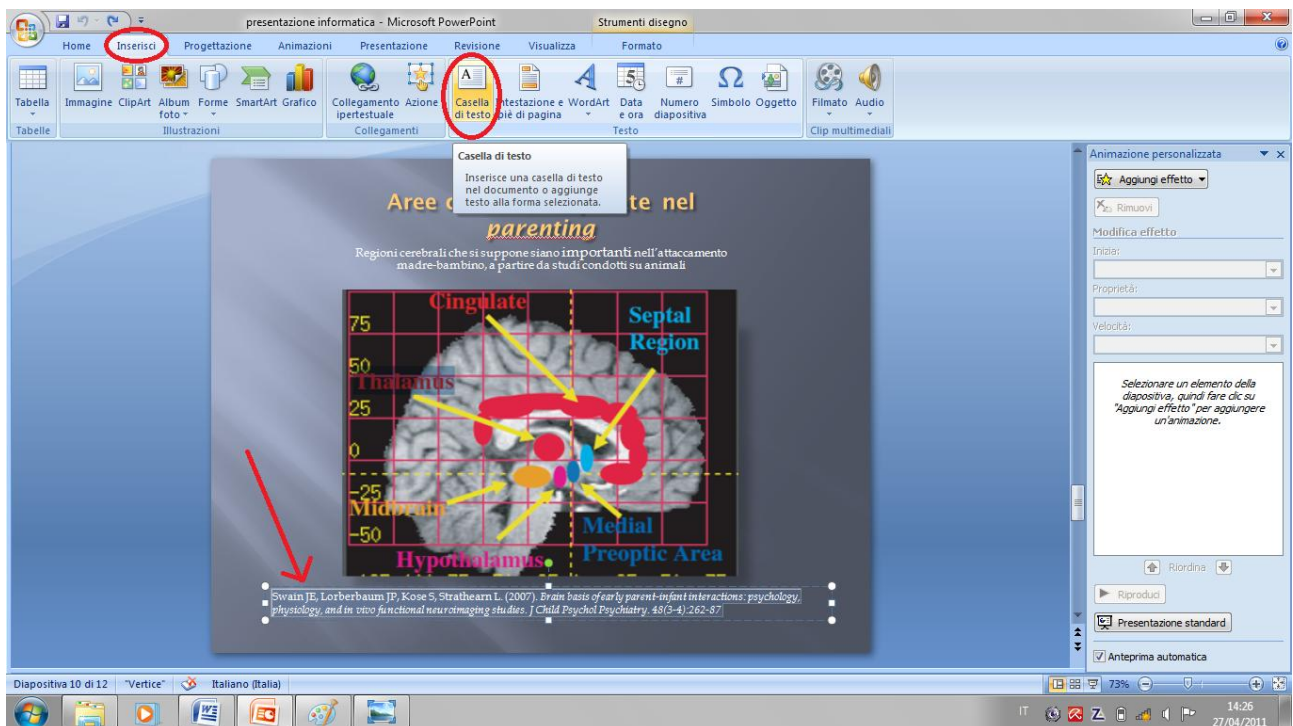 presentazione informatica - Microsoft PowerPoint
Strumenti disegno
Home Inserisci Progettazione Animazioni Presentazione Revisione Visualizza Formato
Tabella Immagine ClipArt Album Forme SmartArt Grafico Collegamento Azione Casella Intestazione e WordArt Data Numero Simbolo Oggetto Filmato Audio
foto ipertestuale di testo piè di pagina e ora diapositiva
Tabelle Illustrazioni Collegamenti Testo Clip multimediali
Casella di testo
Inserisce una casella di testo
nel documento o aggiunge
testo alla forma selezionata.
Aree te nel
parenting
Regioni cerebrali che si suppone siano importanti nell'attaccamento
madre-bambino, a partire da studi condotti su animali
Cingulate
75
Septal
Region
50
Thalamus
25
0
-25
Midbrain
-50
Medial
Preoptic Area
Hypothalamus
Swain JE, Lorberbaum JP, Kose S, Strathearn L. (2007). Brain basis of early parent-infant interactions: psychology,
physiology, and in vivo functional neuroimaging studies. J Child Psychol Psychiatry. 48(3-4):262-87
Animazione personalizzata
Aggiungi effetto
Rimuovi
Modifica effetto
Inizia:
Proprietà:
Velocità:
Selezionare un elemento della
diapositiva, quindi fare clic su
"Aggiungi effetto" per aggiungere
un'animazione.
Riordina
Riproduci
Presentazione standard
Anteprima automatica
Diapositiva 10 di 12 "Vertice" Italiano (Italia) 73%
IT 14:26
27/04/2011